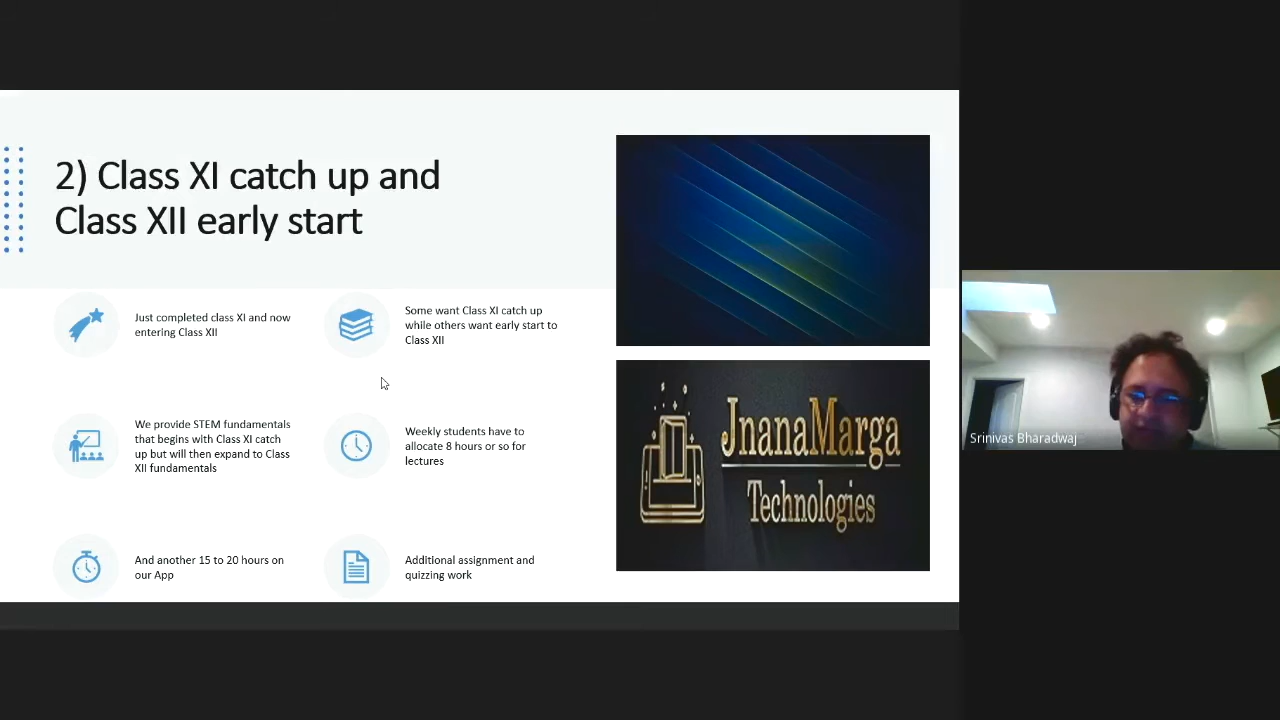 2) Class XI catch up and
Class XII early start
Just completed class XI and now
entering Class XII
Some want Class XI catch up
while others want early start to
Class XII
We provide STEM fundamentals
that begins with Class XI catch
up but will then expand to Class
XII fundamentals
Weekly students have to
allocate 8 hours or so for
lectures
And another 15 to 20 hours on
our App
Additional assignment and
quizzing work
JnanaMarga
Technologies
Srinivas Bharadwaj